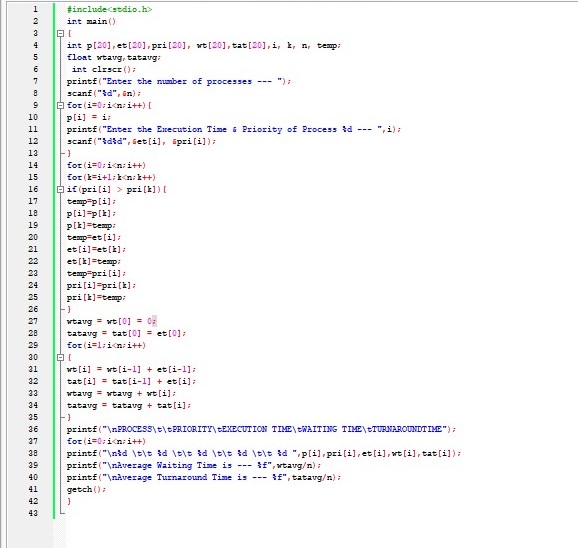 1 #include<stdio.h>
2 int main()
3 {
4 int p[20],et[20],pri[20], wt[20],tat[20],i, k, n, temp;
5 float wtavg,tatavg;
6 int clrscr();
7 printf("Enter the number of processes --- ");
8 scanf("%d",&n);
9 for(i=0;i<n;i++){
10 p[i] = i;
11 printf("Enter the Execution Time & Priority of Process %d --- ",i);
12 scanf("%d%d",&et[i], &pri[i]);
13 }
14 for(i=0;i<n;i++)
15 for(k=i+1;k<n;k++)
16 if(pri[i] > pri[k]){
17 temp=p[i];
18 p[i]=p[k];
19 p[k]=temp;
20 temp=et[i];
21 et[i]=et[k];
22 et[k]=temp;
23 temp=pri[i];
24 pri[i]=pri[k];
25 pri[k]=temp;
26 }
27 wtavg = wt[0] = 0;
28 tatavg = tat[0] = et[0];
29 for(i=1;i<n;i++)
30 {
31 wt[i] = wt[i-1] + et[i-1];
32 tat[i] = tat[i-1] + et[i];
33 wtavg = wtavg + wt[i];
34 tatavg = tatavg + tat[i];
35 }
36 printf("\nPROCESS\t\tPRIORITY\tEXECUTION TIME\tWAITING TIME\tTURNAROUNDTIME");
37 for(i=0;i<n;i++)
38 printf("\n%d \t\t %d \t\t %d \t\t %d \t\t %d ",p[i],pri[i],et[i],wt[i],tat[i]);
39 printf("\nAverage Waiting Time is --- %f",wtavg/n);
40 printf("\nAverage Turnaround Time is --- %f",tatavg/n);
41 getch();
42 }
43